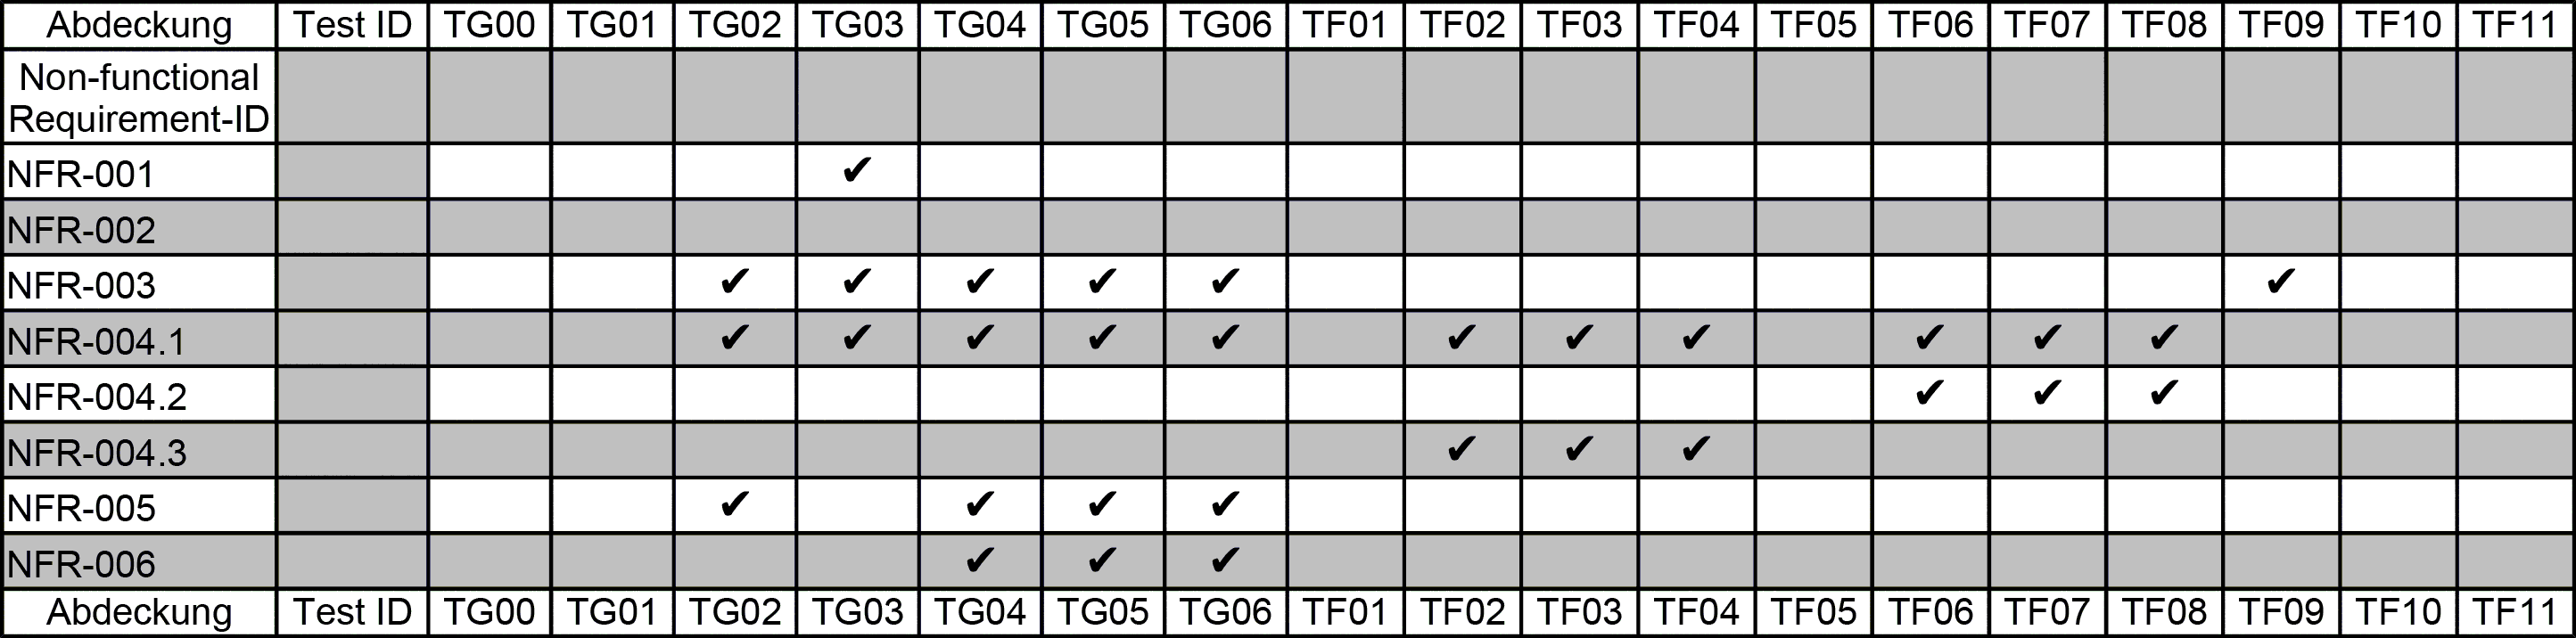 Abdeckung Test ID TG00 TG01 TG02 TG03 TG04 TG05 TG06 TF01 TF02 TF03 TF04 TF05 TF06 TF07 TF08 TF09 TF10 TF11
Non-functional
Requirement-ID
NFR-001 ✔
NFR-002
NFR-003 ✔ ✔ ✔ ✔ ✔ ✔
NFR-004.1 ✔ ✔ ✔ ✔ ✔ ✔ ✔ ✔ ✔ ✔ ✔
NFR-004.2 ✔ ✔ ✔
NFR-004.3 ✔ ✔ ✔
NFR-005 ✔ ✔ ✔ ✔
NFR-006 ✔ ✔ ✔
Abdeckung Test ID TG00 TG01 TG02 TG03 TG04 TG05 TG06 TF01 TF02 TF03 TF04 TF05 TF06 TF07 TF08 TF09 TF10 TF11